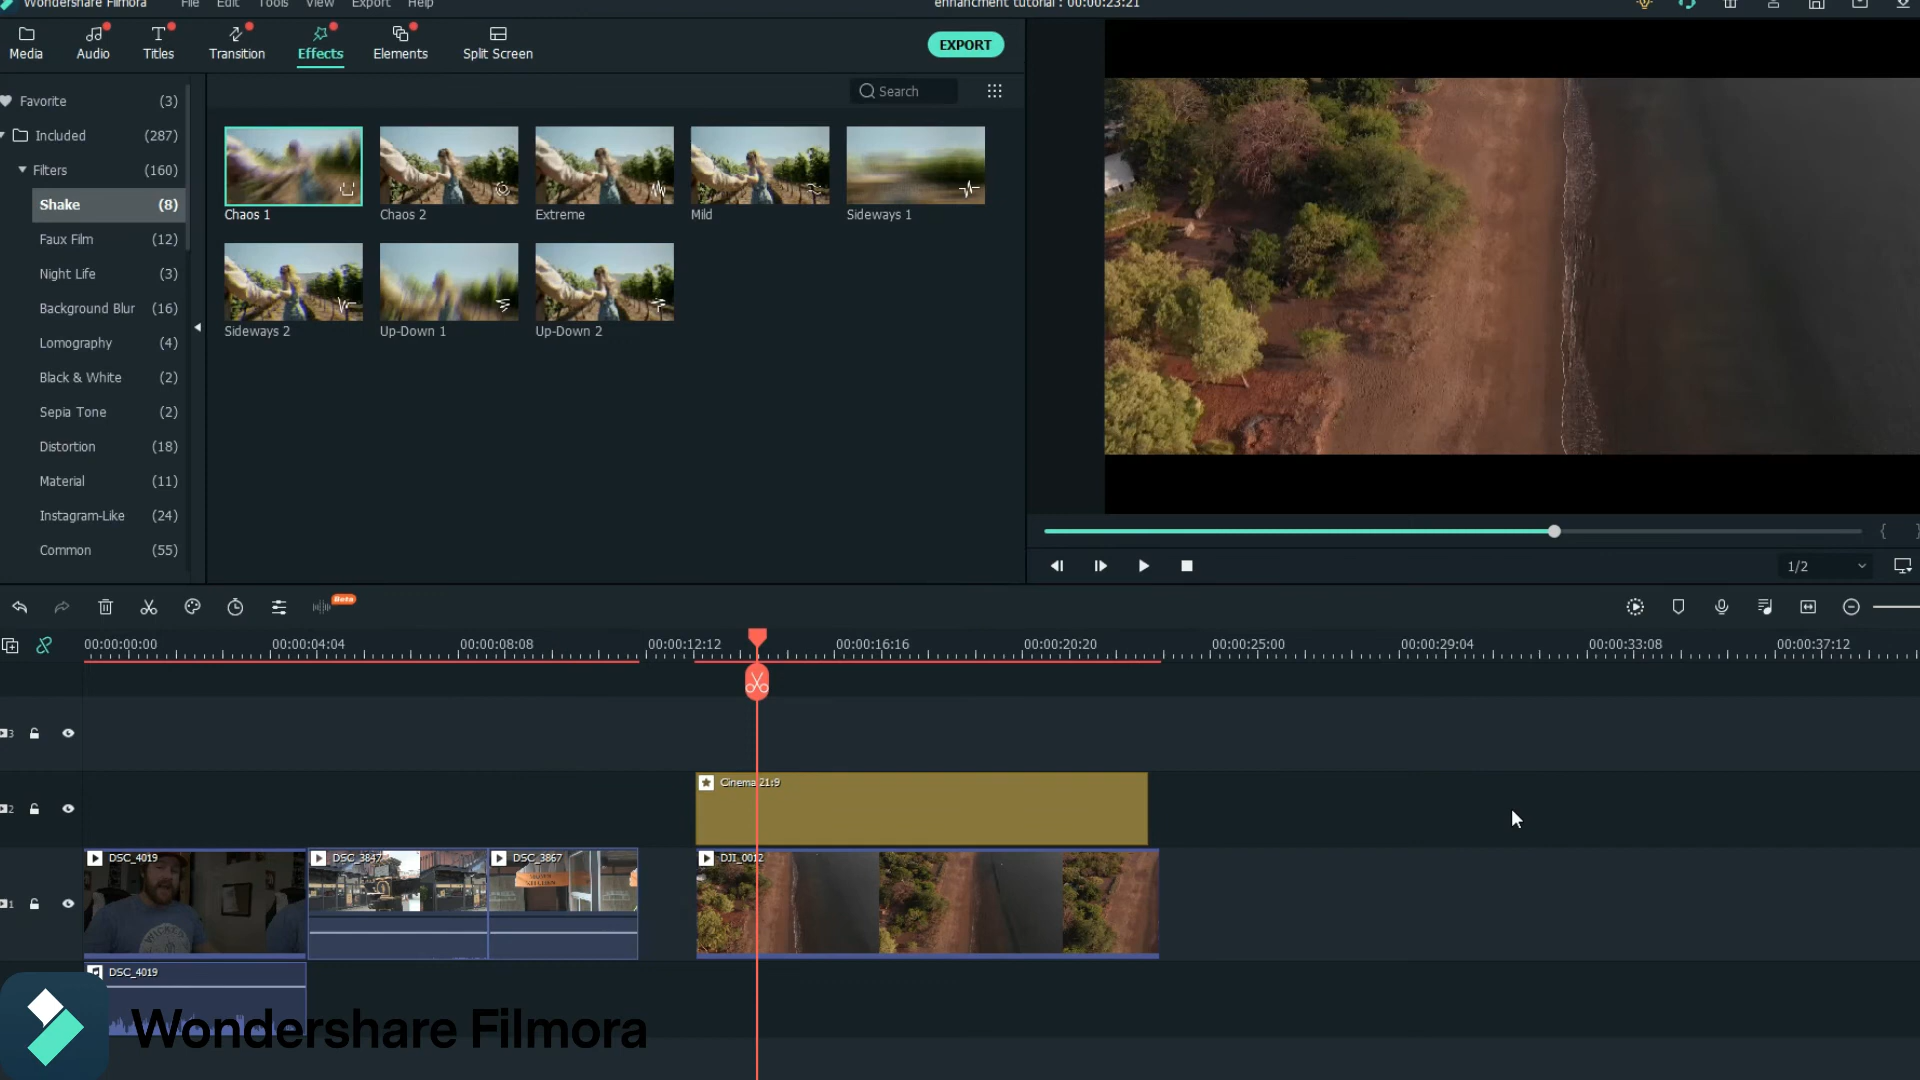 Wondershare Filmora File Edit Tools View Export Help enhancment tutorial : 00:00:23:21
Media Audio Titles Transition Effects Elements Split Screen EXPORT
Favorite (3) Search
Included (287)
Filters (160)
Shake (8)
Faux Film (12)
Night Life (3)
Background Blur (16)
Lomography (4)
Black & White (2)
Sepia Tone (2)
Distortion (18)
Material (11)
Instagram-Like (24)
Common (55)
Chaos 1 Chaos 2 Extreme Mild Sideways 1
Sideways 2 Up-Down 1 Up-Down 2
1/2
Beta
00:00:00:00 00:00:04:04 00:00:08:08 00:00:12:12 00:00:16:16 00:00:20:20 00:00:25:00 00:00:29:04 00:00:33:08 00:00:37:12
3
Cinema 21:9
2
DSC_4019 DSC_3847 DSC_3867 DJI_0012
1
DSC_4019
Wondershare Filmora